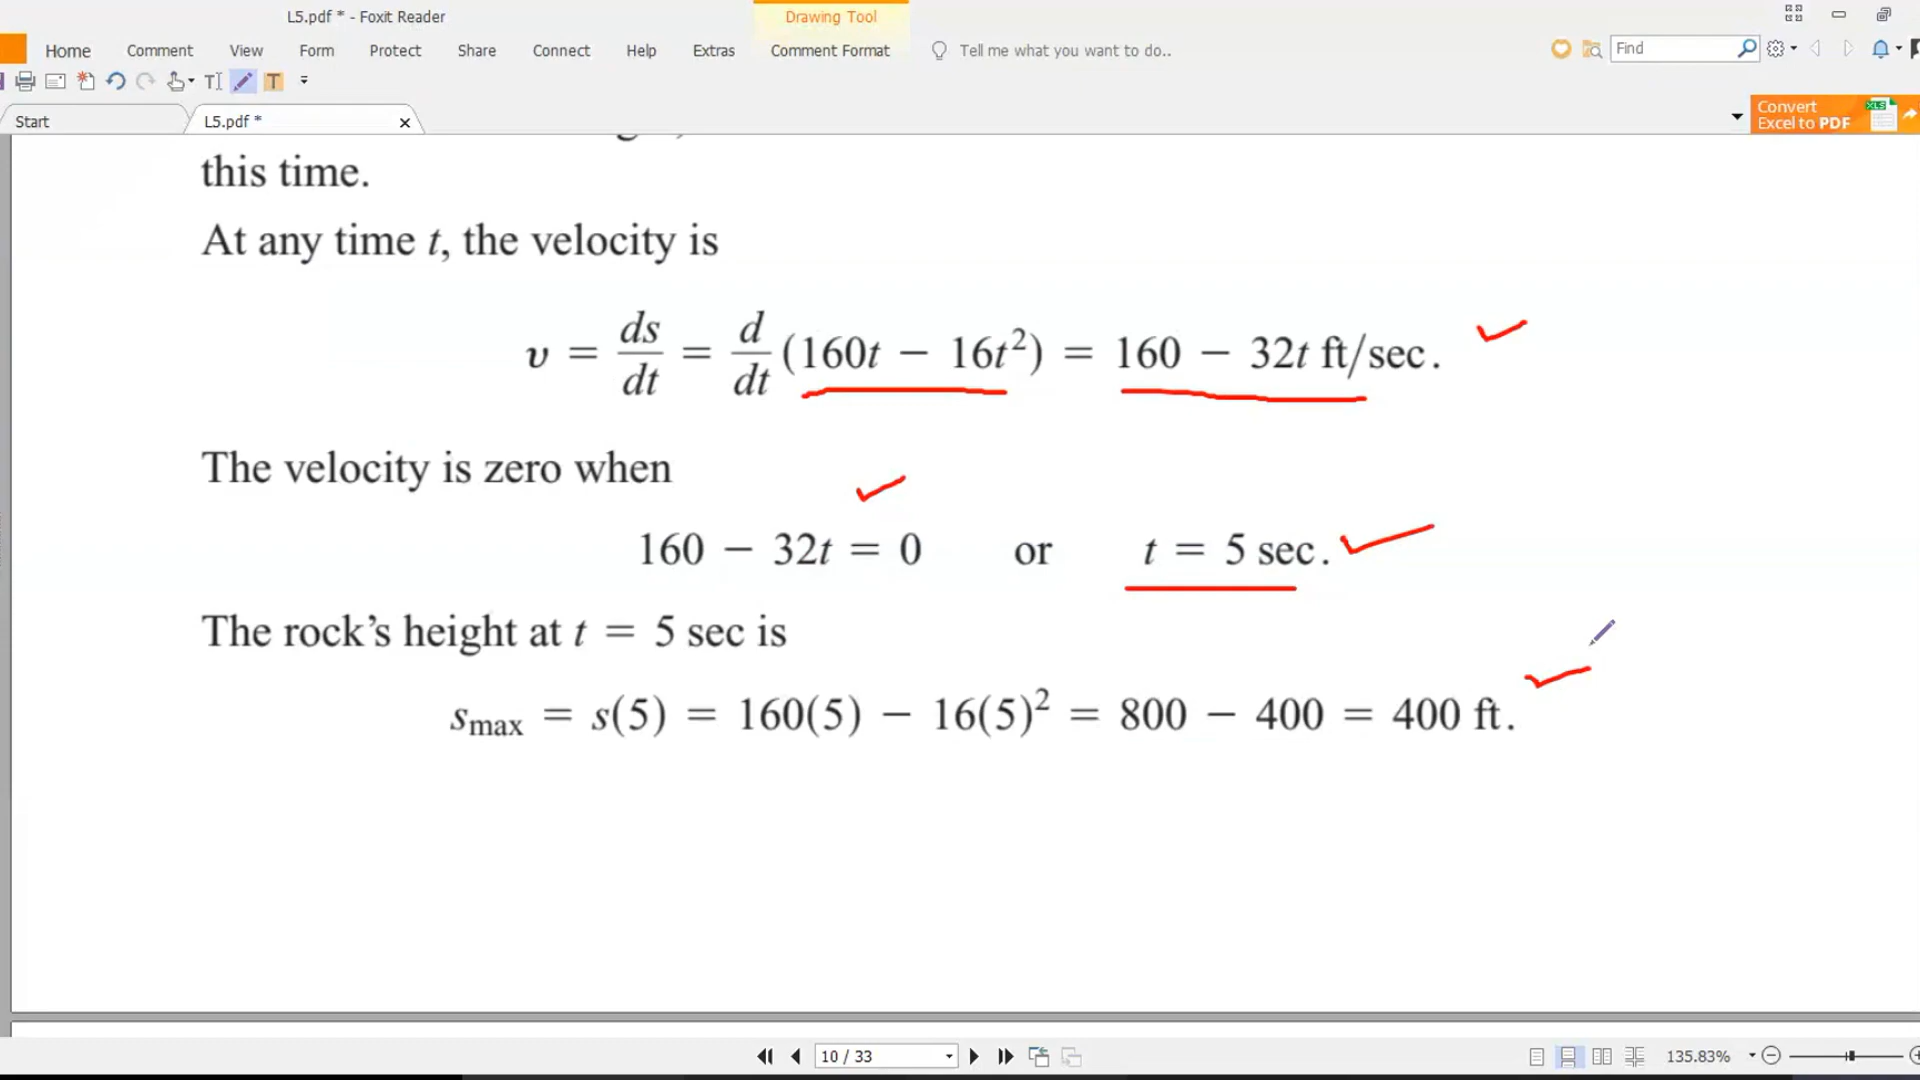 L5.pdf * - Foxit Reader
Drawing Tool
Home Comment View Form Protect Share Connect Help Extras Comment Format Tell me what you want to do.. Find
Start L5.pdf *
Convert
Excel to PDF
XLS
this time.
At any time t, the velocity is
v = ds/dt = d/dt (160t − 16t²) = 160 − 32t ft/sec.
The velocity is zero when
160 − 32t = 0 or t = 5 sec.
The rock’s height at t = 5 sec is
s_max = s(5) = 160(5) − 16(5)² = 800 − 400 = 400 ft.
10 / 33 135.83%